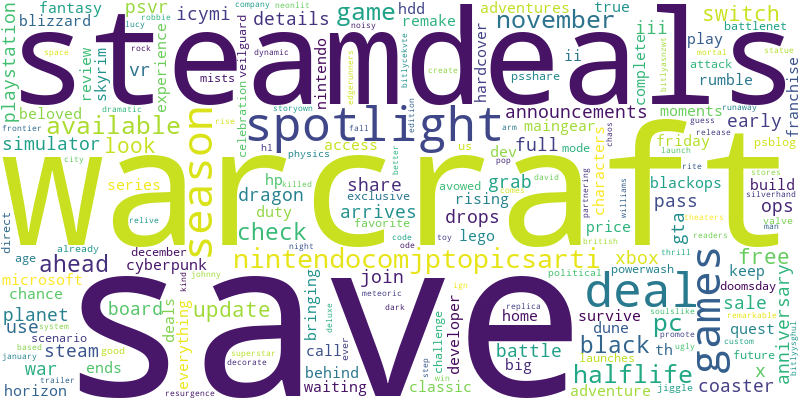 steamdeals
warcraft
save
spotlight
deal
games
season
halflife
nintendocomjptopicsarti
available
november
switch
game
icymi
details
psvr
fantasy
robbie
company
neonlit
hdd
adventures
true
battlenet
blizzard
lucy
noisy
remake
iii
playstation
review
vr
skyrim
experience
rock
mists
dynamic
veilguard
nintendo
bitlycekvte
create
edgerunners
hardcover
ii
psshare
complete
play
attack
rumble
bitlyasnzwt
mortal
statue
franchise
space
beloved
dramatic
storyown
celebration
edition
announcements
moments
runaway
frontier
rise
fall
arm
maingear
chaos
guess
release
early
simulator
look
hl
physics
access
better
us
dev
full
mode
friday
psblog
city
series
killed
hp
pop
david
characters
launch
rite
stores
dragon
share
exclusive
avowed
grab
comes
partnering
blackops
build
silverhand
duty
rising
drops
williams
pass
ops
valve
direct
relive
check
arrives
favorite
lego
price
theaters
gta
man
age
already
night
code
ode
toy
british
thrill
readers
december
cyberpunk
ahead
kind
johnny
join
ign
xbox
political
powerwash
keep
free
microsoft
chance
meteoric
dark
doomsday
planet
board
update
bringing
replica
home
developer
survive
pc
sale
promote
soulslike
bitlyysghul
anniversary
use
system
deals
everything
deluxe
challenge
battle
dune
black
th
quest
remarkable
scenario
steam
based
good
call
ever
big
launches
ugly
custom
future
x
war
january
ends
superstar
behind
step
win
classic
adventure
jiggle
coaster
horizon
trailer
resurgence
decorate
waiting